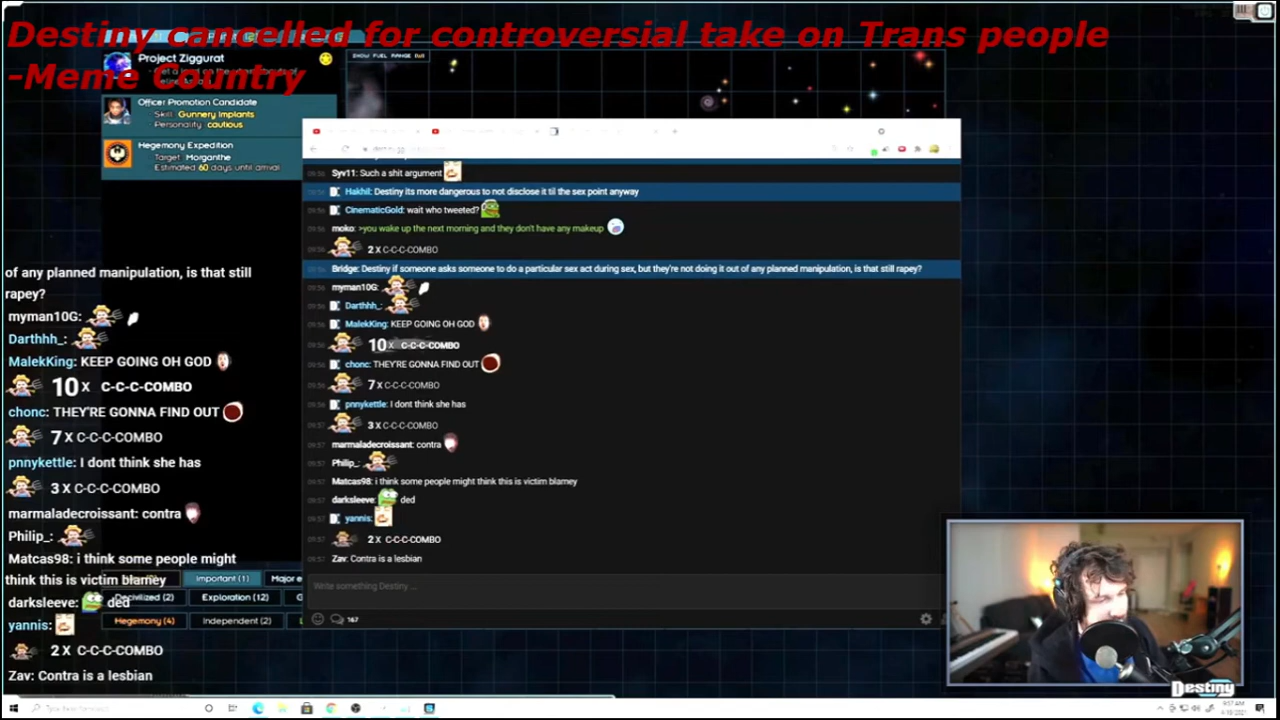 Destiny cancelled for controversial take on Trans people
-Meme Country
Project Ziggurat
Officer Promotion Candidate
- Skill: Gunnery Implants
- Personality: cautious
Hegemony Expedition
- Target: Morganthe
- Estimated 60 days until arrival
SHOW FUEL RANGE
Syv11: Such a shit argument
Hakhil: Destiny its more dangerous to not disclose it til the sex point anyway
CinematicGold: wait who tweeted?
moko: >you wake up the next morning and they don't have any makeup
2 X C-C-C-COMBO
Bridge: Destiny if someone asks someone to do a particular sex act during sex, but they're not doing it out of any planned manipulation, is that still rapey?
myman10G:
Darthhh_:
MalekKing: KEEP GOING OH GOD
10 X C-C-C-COMBO
chonc: THEY'RE GONNA FIND OUT
7 X C-C-C-COMBO
pnnykettle: I dont think she has
3 X C-C-C-COMBO
marmaladecroissant: contra
Philip_:
Matcas98: i think some people might think this is victim blamey
darksleeve: ded
yannis:
2 X C-C-C-COMBO
Zav: Contra is a lesbian
Write something Destiny ...
167
of any planned manipulation, is that still
rapey?
myman10G:
Darthhh_:
MalekKing: KEEP GOING OH GOD
10 X C-C-C-COMBO
chonc: THEY'RE GONNA FIND OUT
7 X C-C-C-COMBO
pnnykettle: I dont think she has
3 X C-C-C-COMBO
marmaladecroissant: contra
Philip_:
Matcas98: i think some people might
think this is victim blamey
darksleeve: ded
yannis:
2 X C-C-C-COMBO
Zav: Contra is a lesbian
Important (1) Major e
Decivilized (2) Exploration (12)
Hegemony (4) Independent (2)
Destiny
9:57 AM